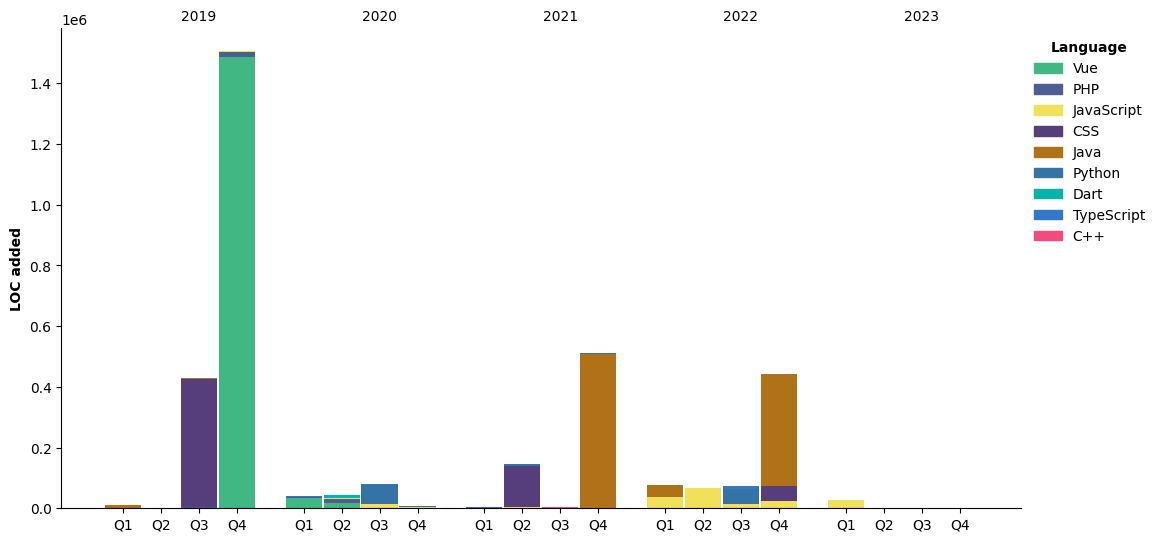 1e6
2019 2020 2021 2022 2023
LOC added
1.4
1.2
1.0
0.8
0.6
0.4
0.2
0.0
Q1 Q2 Q3 Q4 Q1 Q2 Q3 Q4 Q1 Q2 Q3 Q4 Q1 Q2 Q3 Q4 Q1 Q2 Q3 Q4
Language
Vue
PHP
JavaScript
CSS
Java
Python
Dart
TypeScript
C++